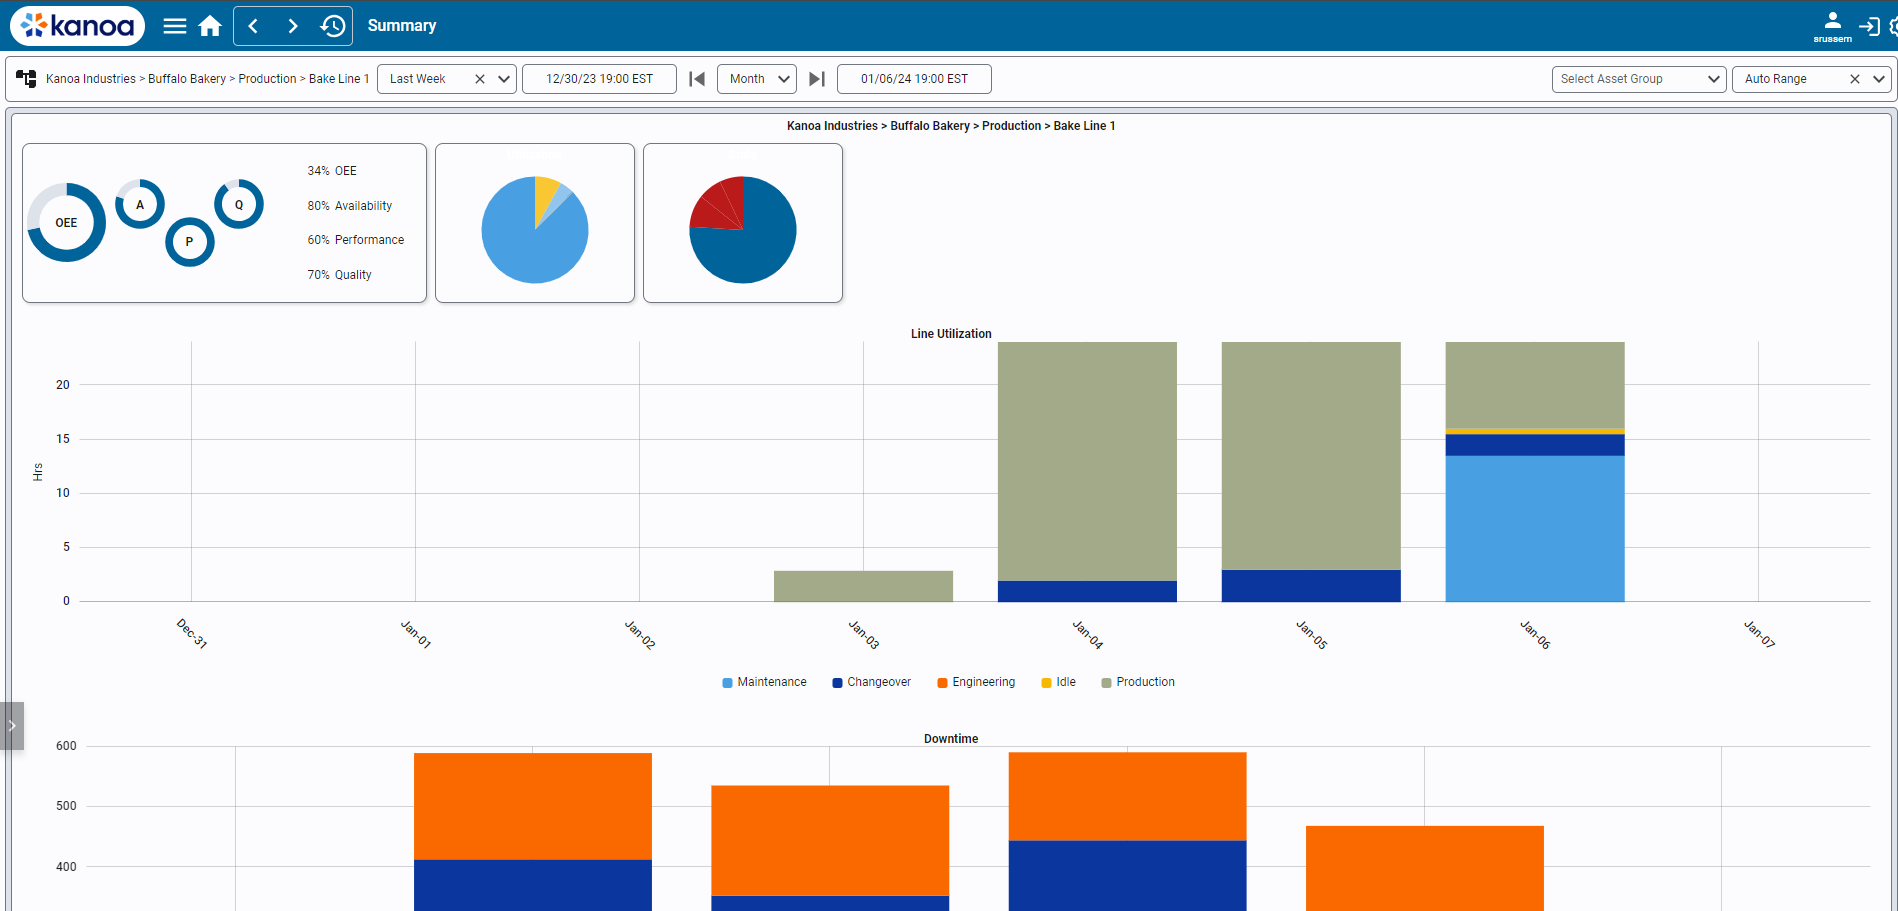 kanoa
Summary
srussem
Kanoa Industries > Buffalo Bakery > Production > Bake Line 1
Last Week
12/30/23 19:00 EST
Month
01/06/24 19:00 EST
Select Asset Group
Auto Range
Kanoa Industries > Buffalo Bakery > Production > Bake Line 1
OEE
A
P
Q
34% OEE
80% Availability
60% Performance
70% Quality
Line Utilization
Hrs
20
15
10
5
0
Dec-31
Jan-01
Jan-02
Jan-03
Jan-04
Jan-05
Jan-06
Jan-07
Maintenance
Changeover
Engineering
Idle
Production
Downtime
600
500
400